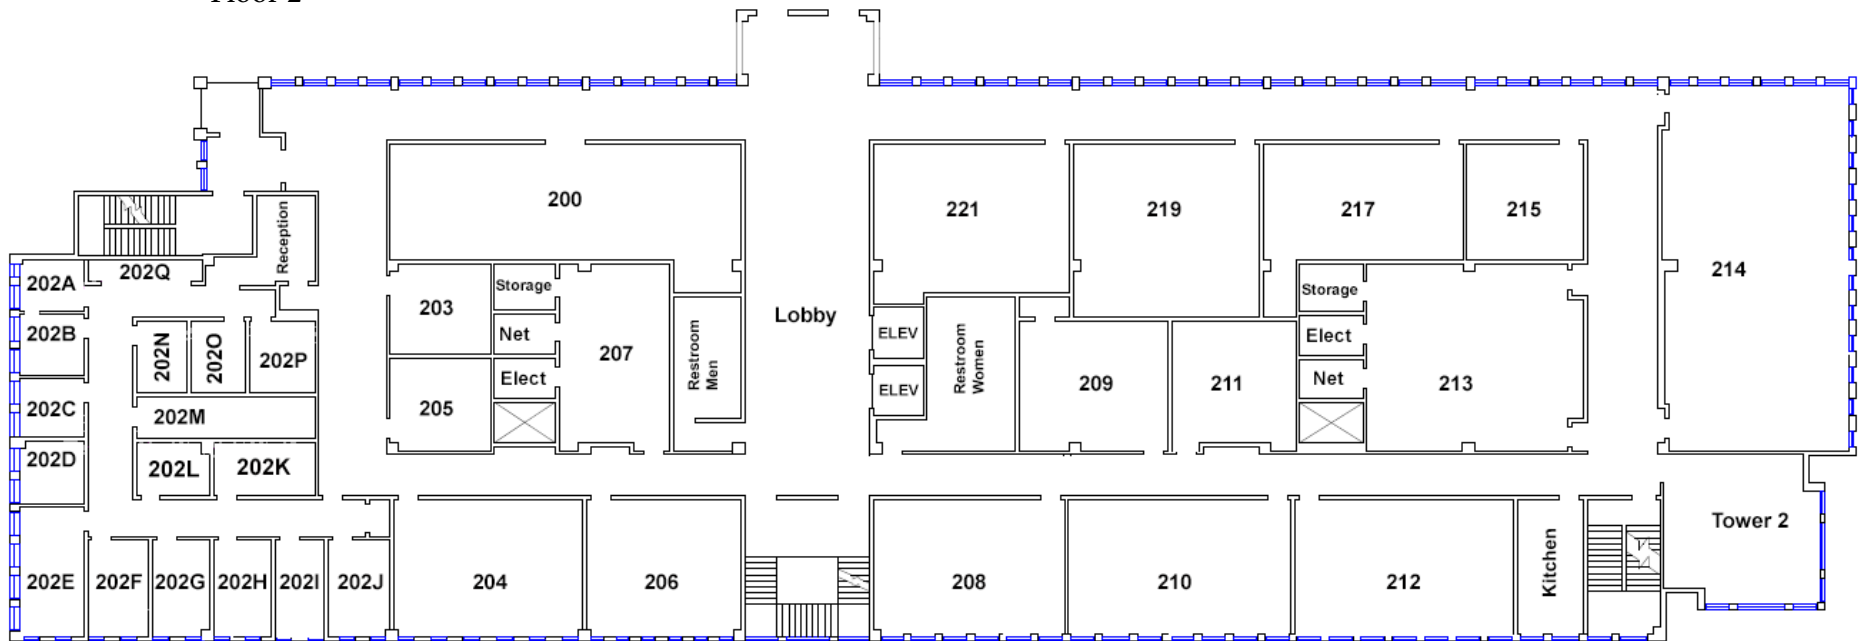 Floor 2
200
Reception
202Q
202A
202B
202C
202D
202E
202F
202G
202H
202I
202J
202K
202L
202M
202N
202O
202P
203
205
Storage
Net
Elect
207
Restroom
Men
204
206
Lobby
ELEV
ELEV
Restroom
Women
221
219
217
215
214
209
211
Storage
Elect
Net
213
208
210
212
Kitchen
Tower 2